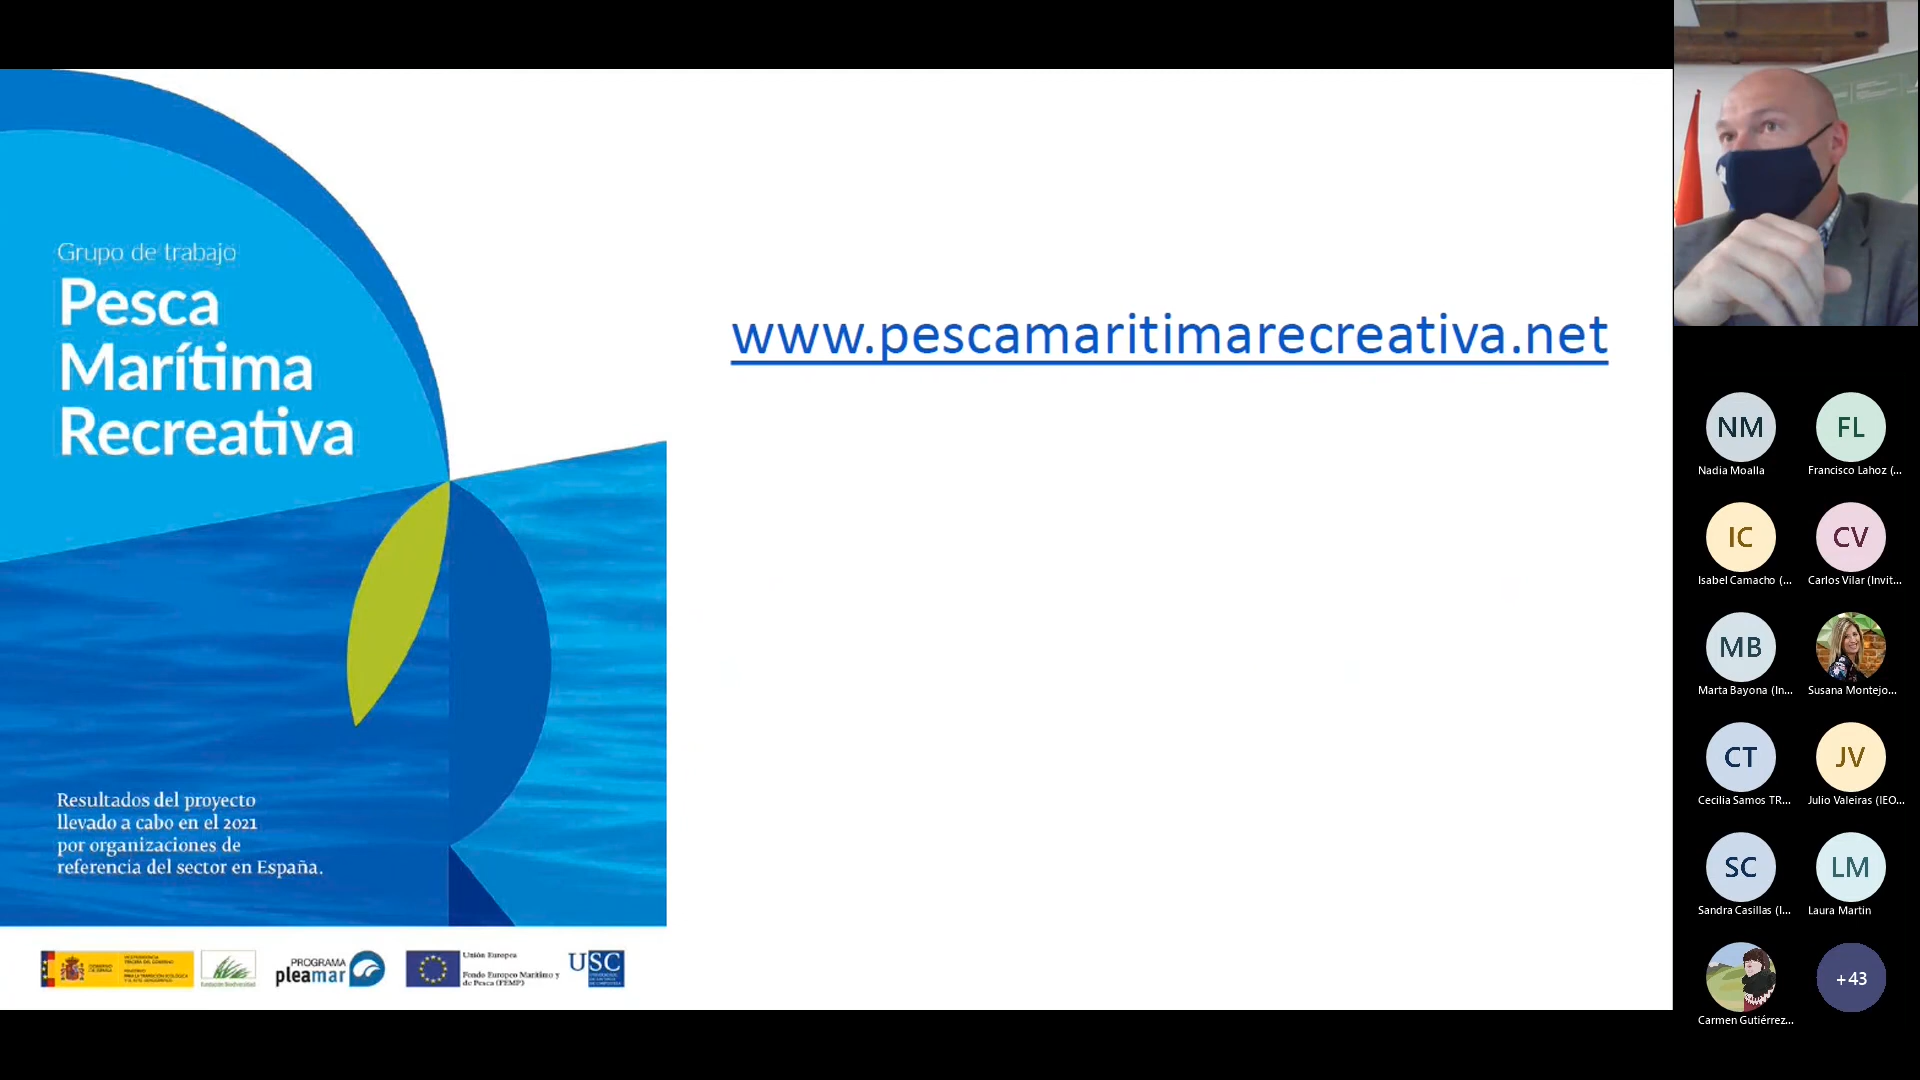 Grupo de trabajo
Pesca
Marítima
Recreativa
www.pescamaritimarecreativa.net
Resultados del proyecto
llevado a cabo en el 2021
por organizaciones de
referencia del sector en España.
PROGRAMA
pleamar
Unión Europea
Fondo Europeo Marítimo y
de Pesca (FEMP)
USC
NM
FL
Nadia Moalla
Francisco Lahoz (...
IC
CV
Isabel Camacho (...
Carlos Vilar (Invit...
MB
Marta Bayona (In...
Susana Montejo...
CT
JV
Cecilia Samos TR...
Julio Valeiras (IEO...
SC
LM
Sandra Casillas (I...
Laura Martin
+43
Carmen Gutiérrez...